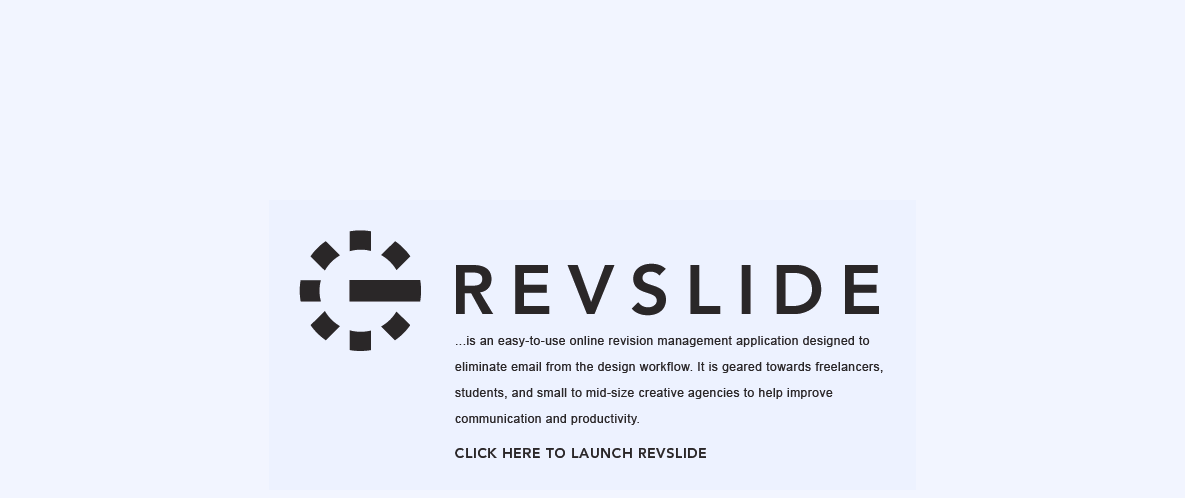 REVSLIDE
...is an easy-to-use online revision management application designed to
eliminate email from the design workflow. It is geared towards freelancers,
students, and small to mid-size creative agencies to help improve
communication and productivity.
CLICK HERE TO LAUNCH REVSLIDE